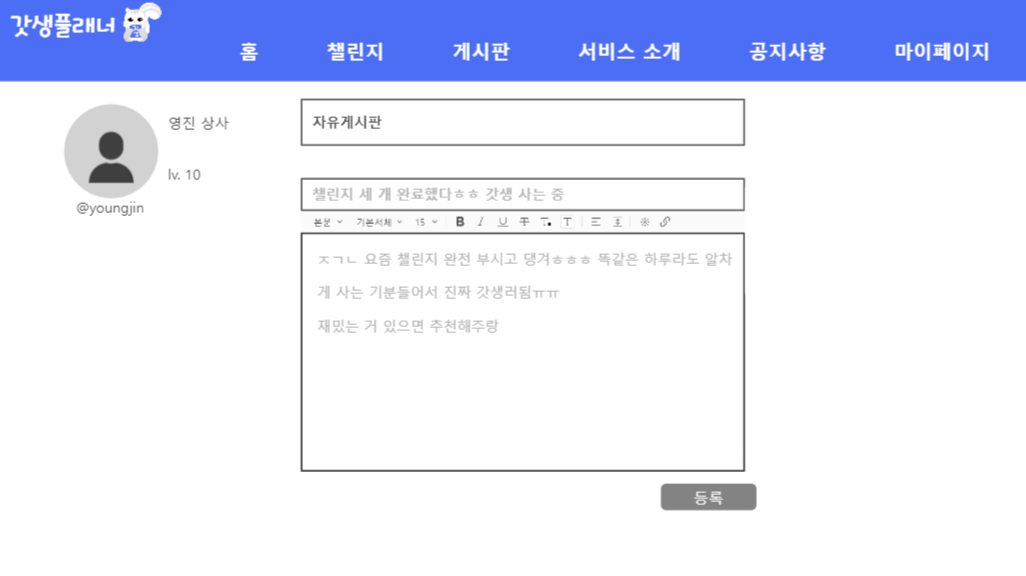 갓생플래너
홈 챌린지 게시판 서비스 소개 공지사항 마이페이지
영진 상사
lv. 10
@youngjin
자유게시판
챌린지 세 개 완료했다ㅎㅎ 갓생 사는 중
본문 기본서체 15 B I U T T. T
ㅈㄱㄴ 요즘 챌린지 완전 부시고 댕겨ㅎㅎㅎ 똑같은 하루라도 알차
게 사는 기분들어서 진짜 갓생러됨ㅠㅠ
재밌는 거 있으면 추천해주랑
등록